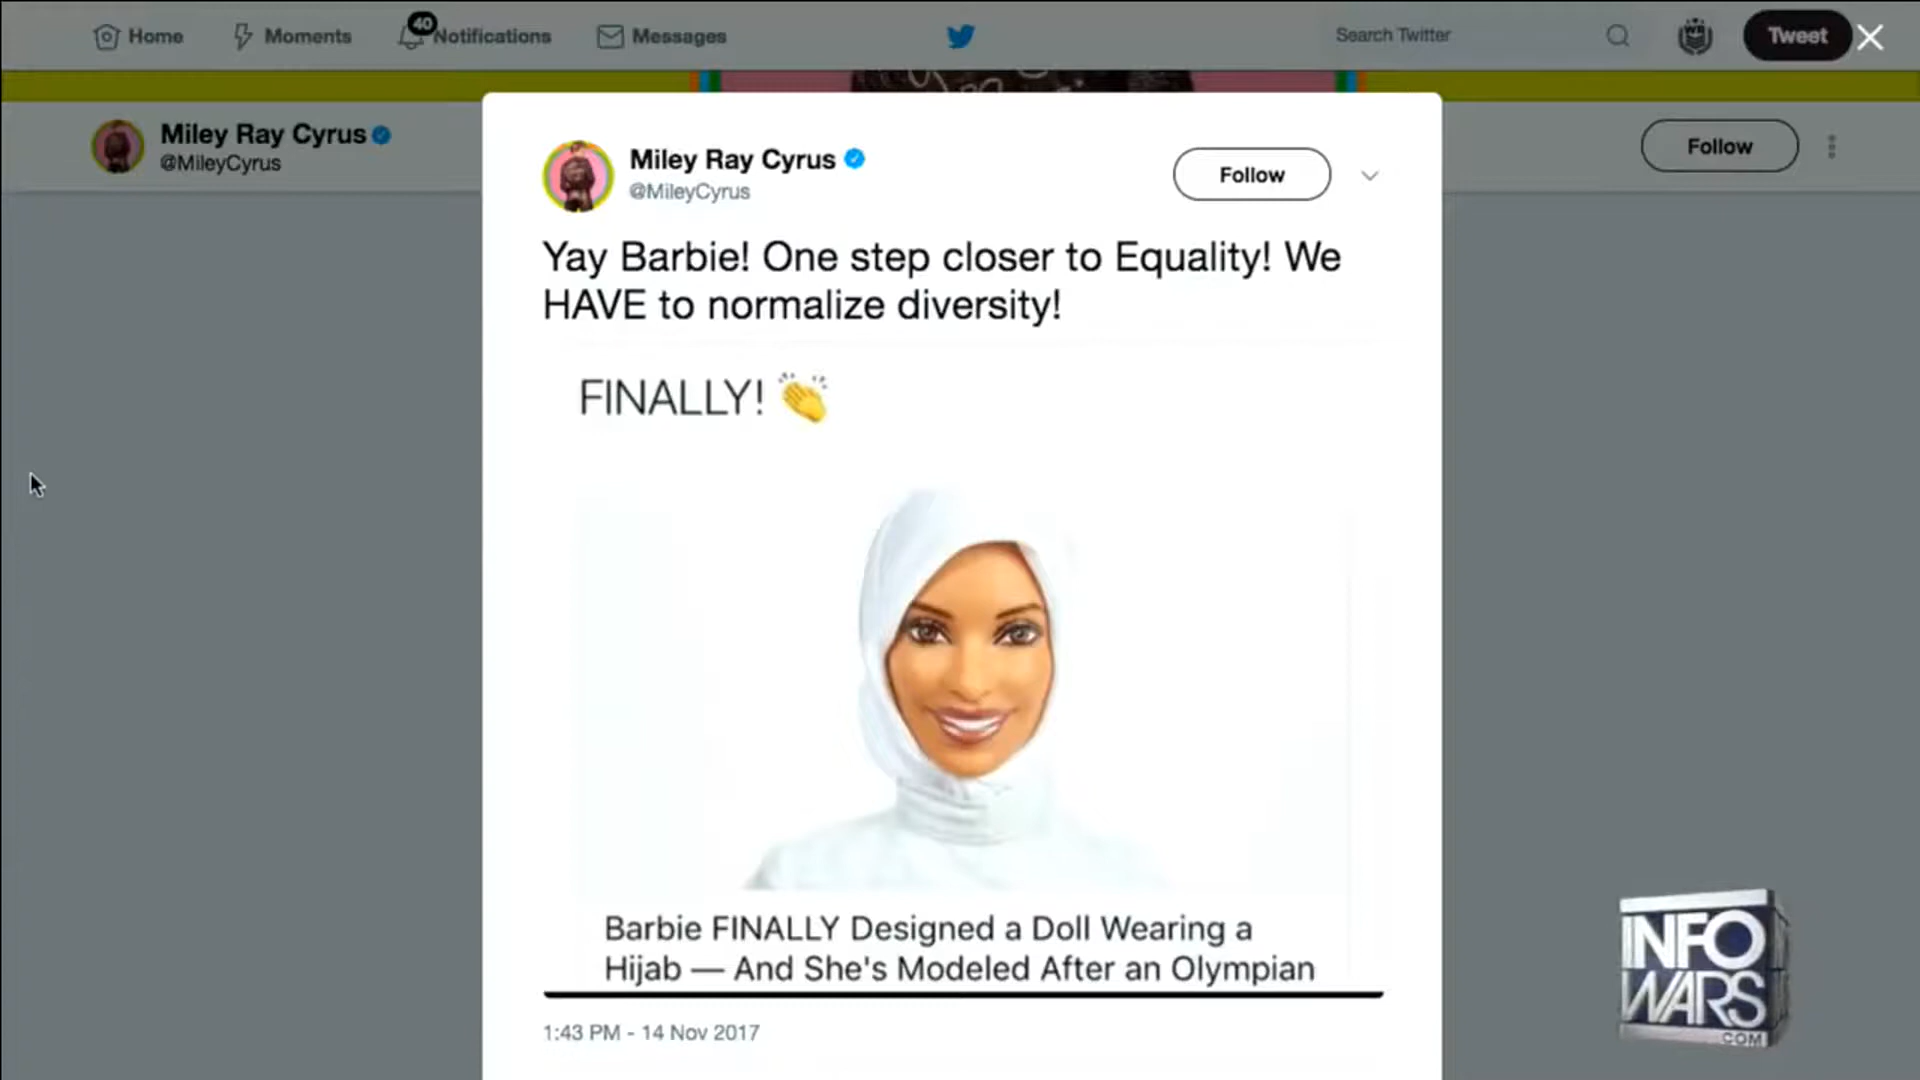 Home
Moments
40
Notifications
Messages
Search Twitter
Tweet
Miley Ray Cyrus
@MileyCyrus
Follow
Miley Ray Cyrus
@MileyCyrus
Follow
Yay Barbie! One step closer to Equality! We
HAVE to normalize diversity!
FINALLY! 👏
Barbie FINALLY Designed a Doll Wearing a
Hijab — And She's Modeled After an Olympian
1:43 PM - 14 Nov 2017
INFO
WARS
.COM